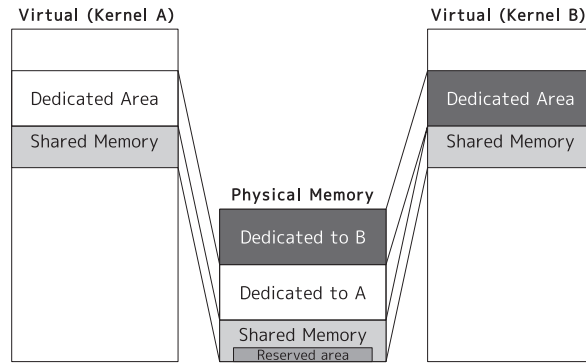 Virtual (Kernel A)
Virtual (Kernel B)
Dedicated Area
Dedicated Area
Shared Memory
Shared Memory
Physical Memory
Dedicated to B
Dedicated to A
Shared Memory
Reserved area